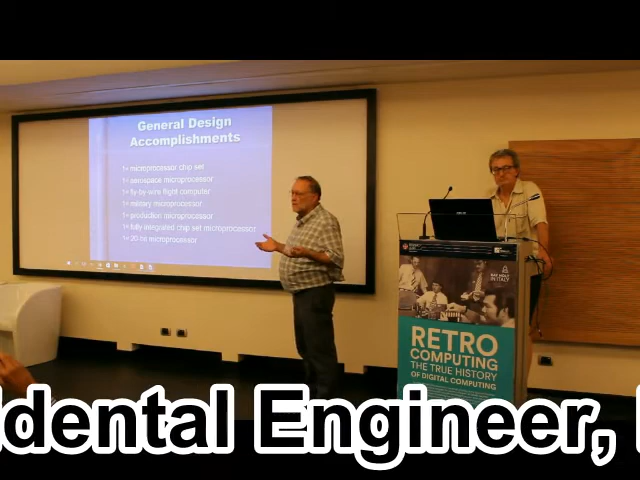 General Design
Accomplishments
1st microprocessor chip set
1st aerospace microprocessor
1st fly-by-wire flight computer
1st military microprocessor
1st production microprocessor
1st fully integrated chip set microprocessor
1st 20-bit microprocessor
RETRO
COMPUTING
THE TRUE HISTORY
OF DIGITAL COMPUTING
idental Engineer,